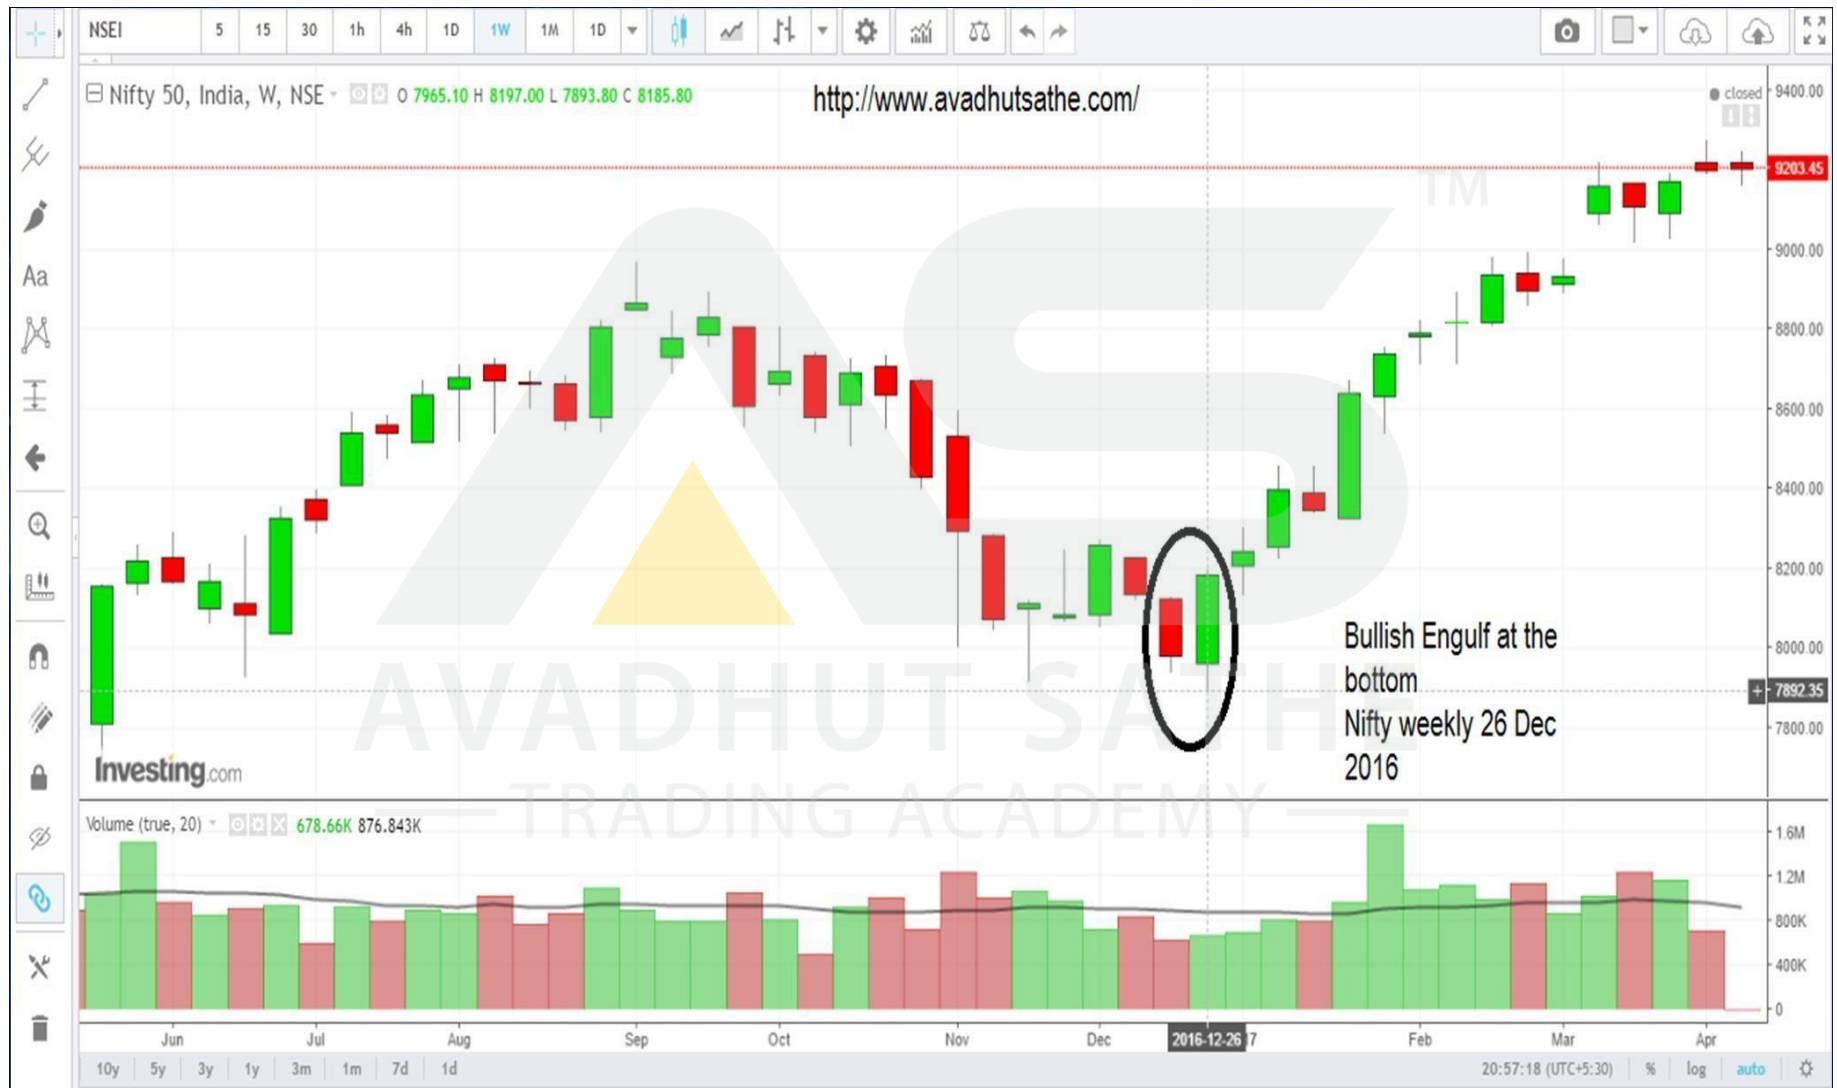 NSEI 5 15 30 1h 4h 1D 1W 1M 1D
Nifty 50, India, W, NSE O 7965.10 H 8197.00 L 7893.80 C 8185.80
http://www.avadhutsathe.com/
closed
9400.00
9203.45
TM
9000.00
Aa
8800.00
8600.00
8400.00
8200.00
Bullish Engulf at the
bottom
Nifty weekly 26 Dec
2016
8000.00
7892.35
7800.00
AVADHUT SATHE
TRADING ACADEMY
Investing.com
Volume (true, 20) 678.66K 876.843K
1.6M
1.2M
800K
400K
0
Jun Jul Aug Sep Oct Nov Dec 2016-12-26 17 Feb Mar Apr
10y 5y 3y 1y 3m 1m 7d 1d 20:57:18 (UTC+5:30) % log auto